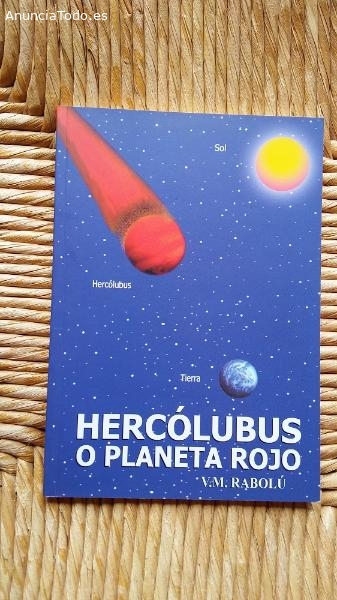 AnunciaTodo.es
Sol
Hercólubus
Tierra
HERCÓLUBUS
O PLANETA ROJO
V.M. RABOLÚ